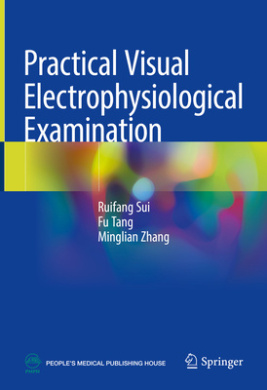 Practical Visual
Electrophysiological
Examination
Ruifang Sui
Fu Tang
Minglian Zhang
PEOPLE'S MEDICAL PUBLISHING HOUSE
Springer